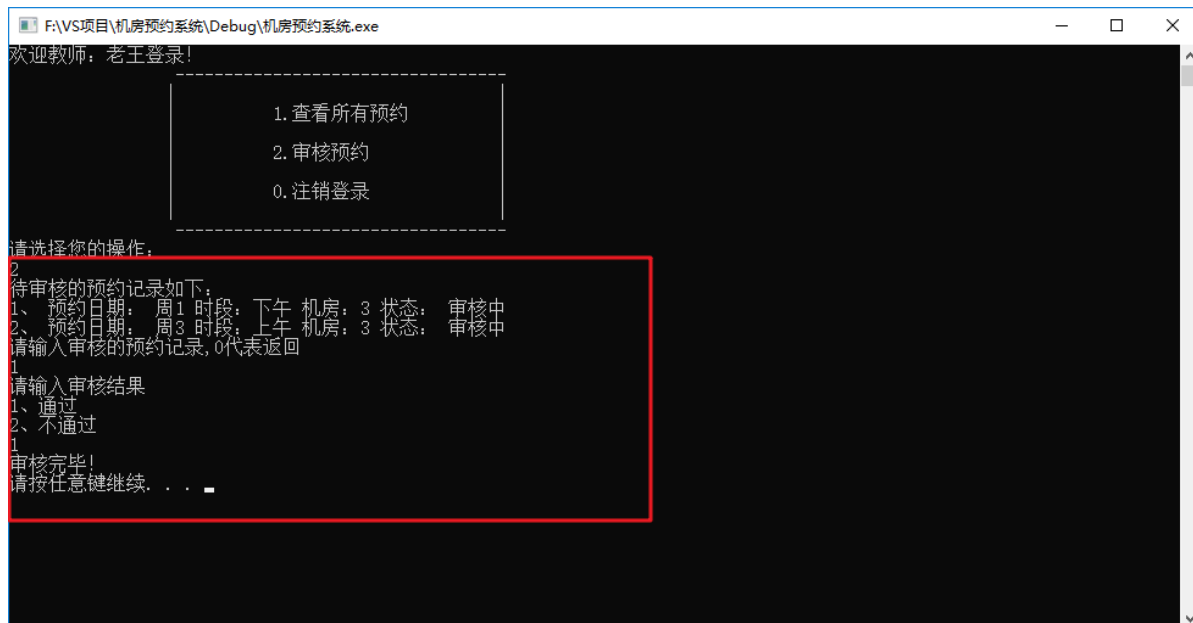 F:\VS项目\机房预约系统\Debug\机房预约系统.exe
欢迎教师：老王登录!
----------------------------------
1.查看所有预约
2.审核预约
0.注销登录
----------------------------------
请选择您的操作：
2
待审核的预约记录如下：
1、 预约日期： 周1 时段：下午 机房：3 状态： 审核中
2、 预约日期： 周3 时段：上午 机房：3 状态： 审核中
请输入审核的预约记录,0代表返回
1
请输入审核结果
1、通过
2、不通过
1
审核完毕!
请按任意键继续. . .